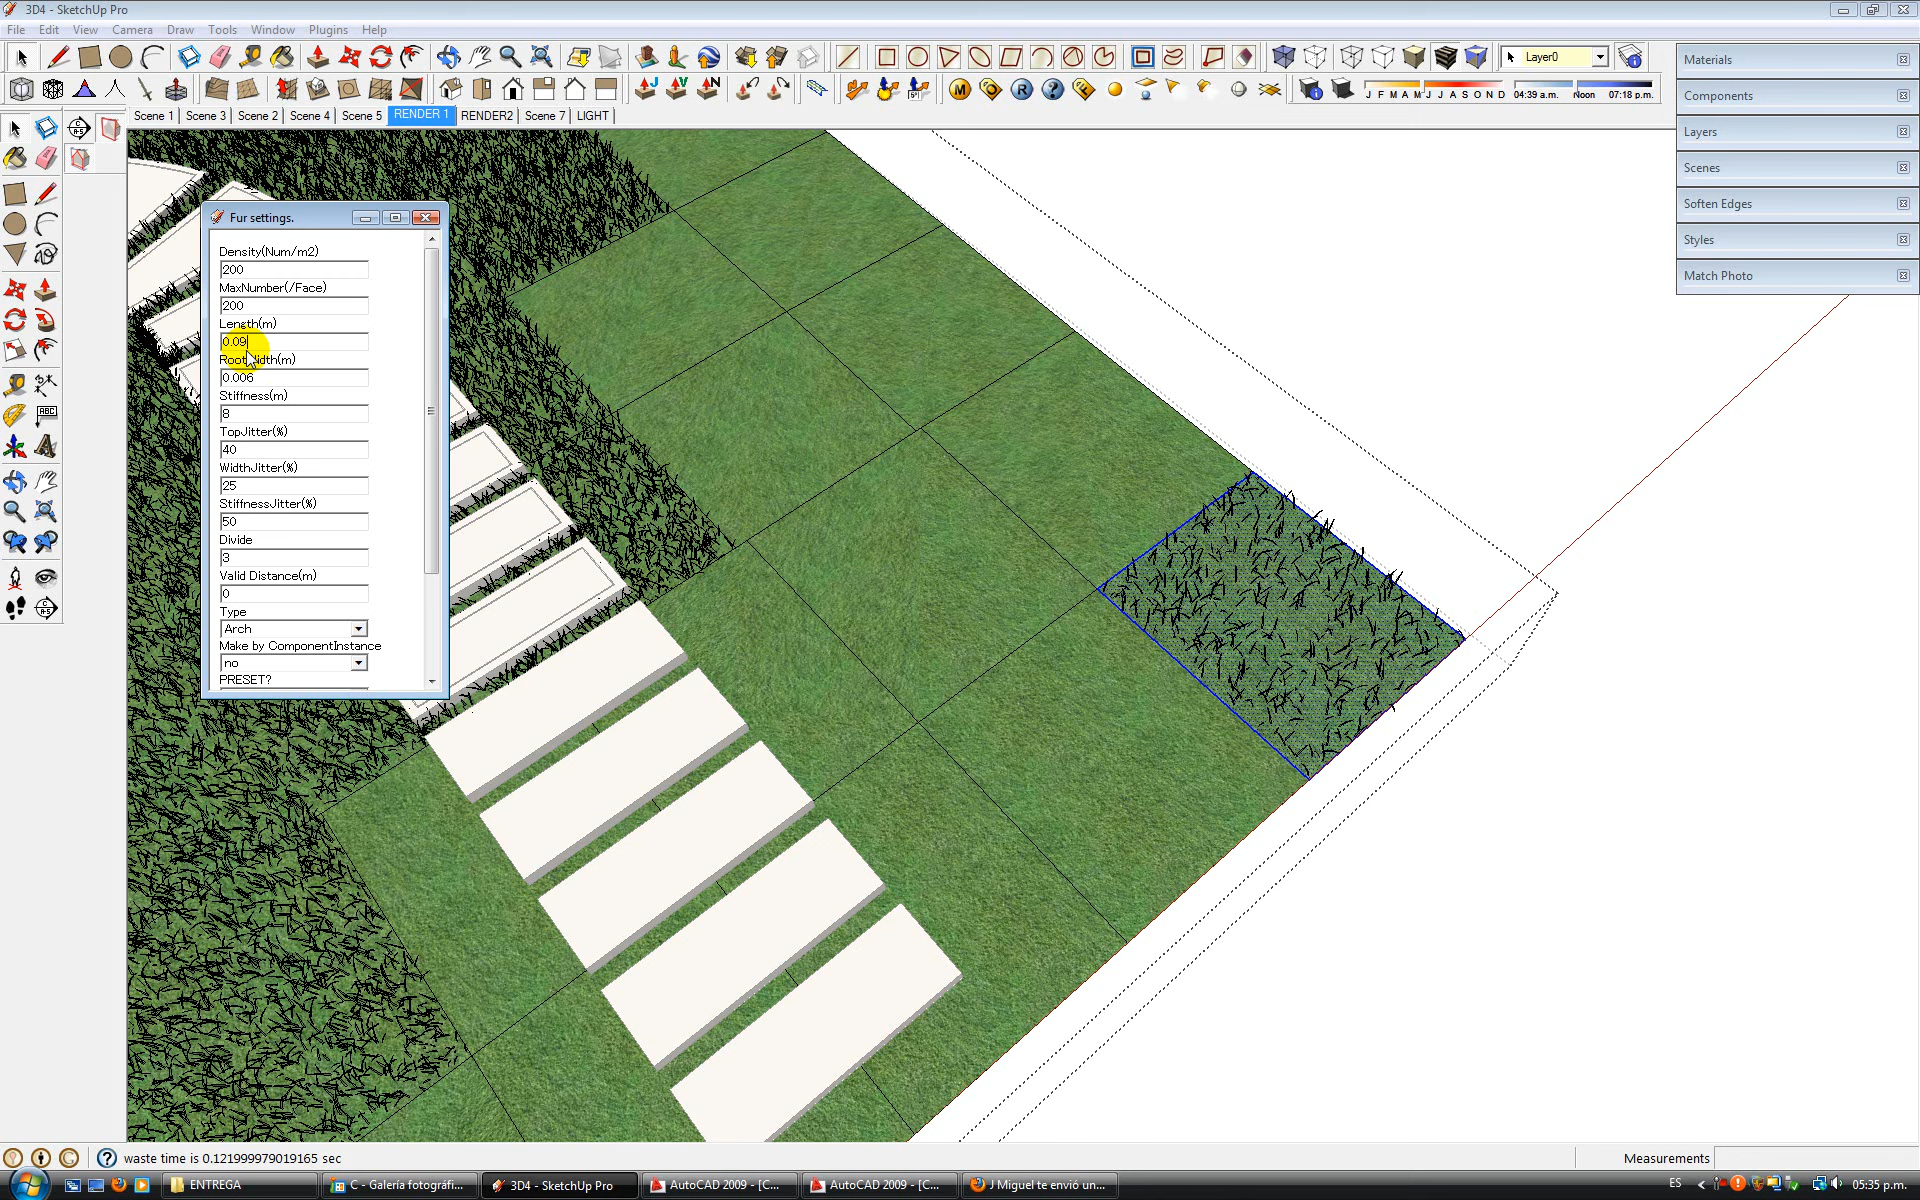 3D4 - SketchUp Pro
File Edit View Camera Draw Tools Window Plugins Help
Layer0
J F M A M J J A S O N D 04:39 a.m. Noon 07:18 p.m.
Scene 1 Scene 3 Scene 2 Scene 4 Scene 5 RENDER 1 RENDER2 Scene 7 LIGHT
Materials
Components
Layers
Scenes
Soften Edges
Styles
Match Photo
Fur settings.
Density(Num/m2)
200
MaxNumber(/Face)
200
Length(m)
0.09
RootWidth(m)
0.006
Stiffness(m)
8
TopJitter(%)
40
WidthJitter(%)
25
StiffnessJitter(%)
50
Divide
3
Valid Distance(m)
0
Type
Arch
Make by ComponentInstance
no
PRESET?
waste time is 0.121999979019165 sec
Measurements
ENTREGA
C - Galería fotográfi...
3D4 - SketchUp Pro
AutoCAD 2009 - [C...
AutoCAD 2009 - [C...
J Miguel te envió un...
ES
05:35 p.m.